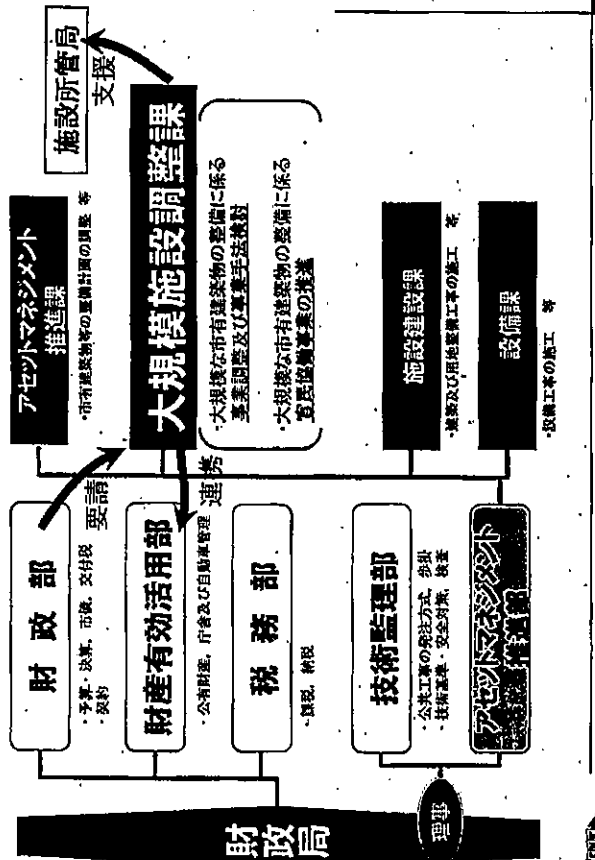 財政局
理事
財政部
・予算・決算，市債，交付税
・契約
財産有効活用部
・公有財産，庁舎及び自動車管理
税務部
・課税，納税
技術監理部
・公共工事の発注方式，歩掛
・技術基準・安全対策，検査
アセットマネジメント
推進部
要請
連携
アセットマネジメント
推進課
・市有建築物等の整備計画の調整 等
大規模施設調整課
・大規模な市有建築物の整備に係る
事業調整及び事業手法検討
・大規模な市有建築物の整備に係る
官民協働事業の推進
施設建設課
・建築及び用地整備工事の施工 等
設備課
・設備工事の施工 等
施設所管局
支援